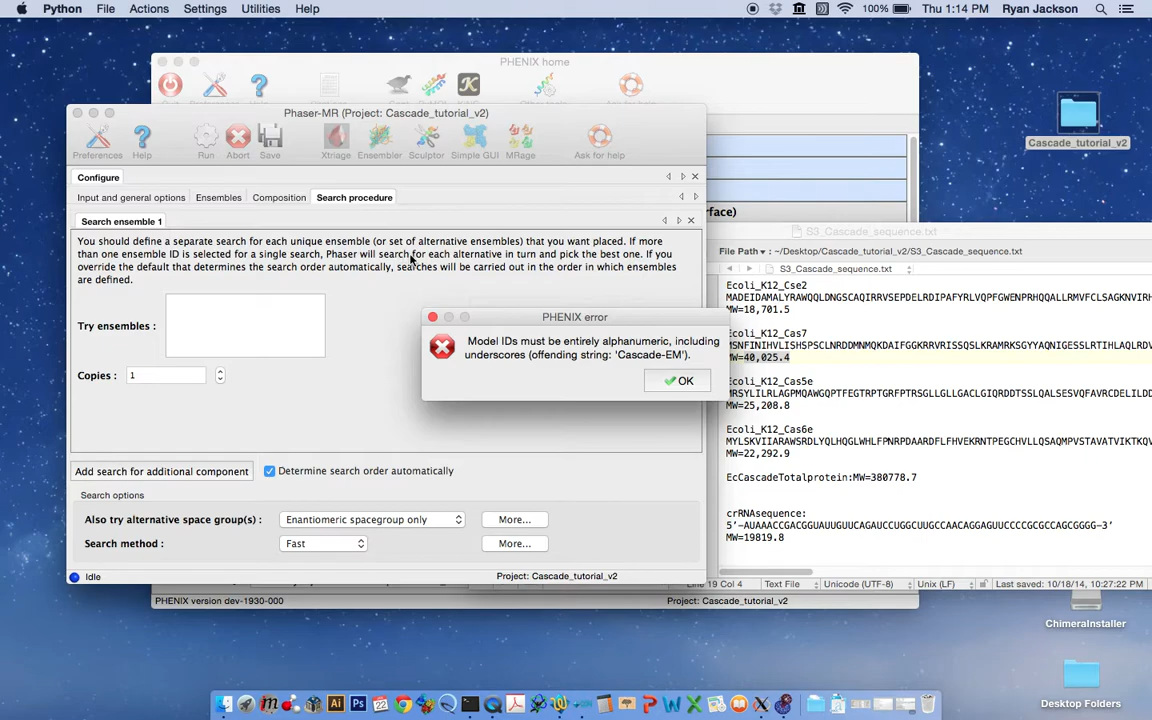 Python File Actions Settings Utilities Help 100% Thu 1:14 PM Ryan Jackson
PHENIX home
Phaser-MR (Project: Cascade_tutorial_v2)
Preferences Help Run Abort Save Xtriage Ensembler Sculptor Simple GUI MRage Ask for help
Cascade_tutorial_v2
Configure
Input and general options Ensembles Composition Search procedure
rface)
Search ensemble 1
S3_Cascade_sequence.txt
You should define a separate search for each unique ensemble (or set of alternative ensembles) that you want placed. If more
than one ensemble ID is selected for a single search, Phaser will search for each alternative in turn and pick the best one. If you
override the default that determines the search order automatically, searches will be carried out in the order in which ensembles
are defined.
File Path ▾ : ~/Desktop/Cascade_tutorial_v2/S3_Cascade_sequence.txt
S3_Cascade_sequence.txt
Try ensembles :
Copies : 1
PHENIX error
Model IDs must be entirely alphanumeric, including
underscores (offending string: 'Cascade-EM').
OK
Ecoli_K12_Cse2
MADEIDAMALYRAWQQLDNGSCAQIRRVSEPDELRDIPAFYRLVQPFGWENPRHQQALLRMVFCLSAGKNVIRH
MW=18,701.5
Ecoli_K12_Cas7
MSNFINIHVLISHSPSCLNRDDMNMQKDAIFGGKRRVRISSQSLKRAMRKSGYYAQNIGESSLRTIHLAQLRDV
MW=40,025.4
Ecoli_K12_Cas5e
MRSYLILRLAGPMQAWGQPTFEGTRPTGRFPTRSGLLGLLGACLGIQRDDTSSLQALSESVQFAVRCDELILDD
MW=25,208.8
Ecoli_K12_Cas6e
MYLSKVIIARAWSRDLYQLHQGLWHLFPNRPDAARDFLFHVEKRNTPEGCHVLLQSAQMPVSTAVATVIKTKQV
MW=22,292.9
EcCascadeTotalprotein:MW=380778.7
crRNAsequence:
5'-AUAAACCGACGGUAUUGUUCAGAUCCUGGCUUGCCAACAGGAGUUCCCCGCGCCAGCGGGG-3'
MW=19819.8
Add search for additional component Determine search order automatically
Search options
Also try alternative space group(s) : Enantiomeric spacegroup only More...
Search method : Fast More...
Idle Project: Cascade_tutorial_v2
Line 19 Col 4 Text File Unicode (UTF-8) Unix (LF) Last saved: 10/18/14, 10:27:22 PM
PHENIX version dev-1930-000 Project: Cascade_tutorial_v2
ChimeraInstaller
Desktop Folders